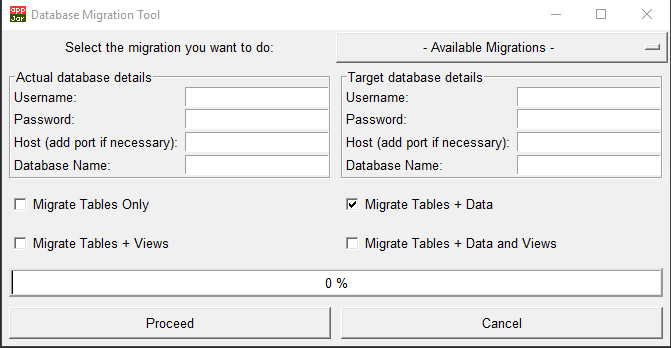 app
Jar
Database Migration Tool
Select the migration you want to do:
- Available Migrations -
Actual database details
Username:
Password:
Host (add port if necessary):
Database Name:
Target database details
Username:
Password:
Host (add port if necessary):
Database Name:
Migrate Tables Only
Migrate Tables + Data
Migrate Tables + Views
Migrate Tables + Data and Views
0 %
Proceed
Cancel